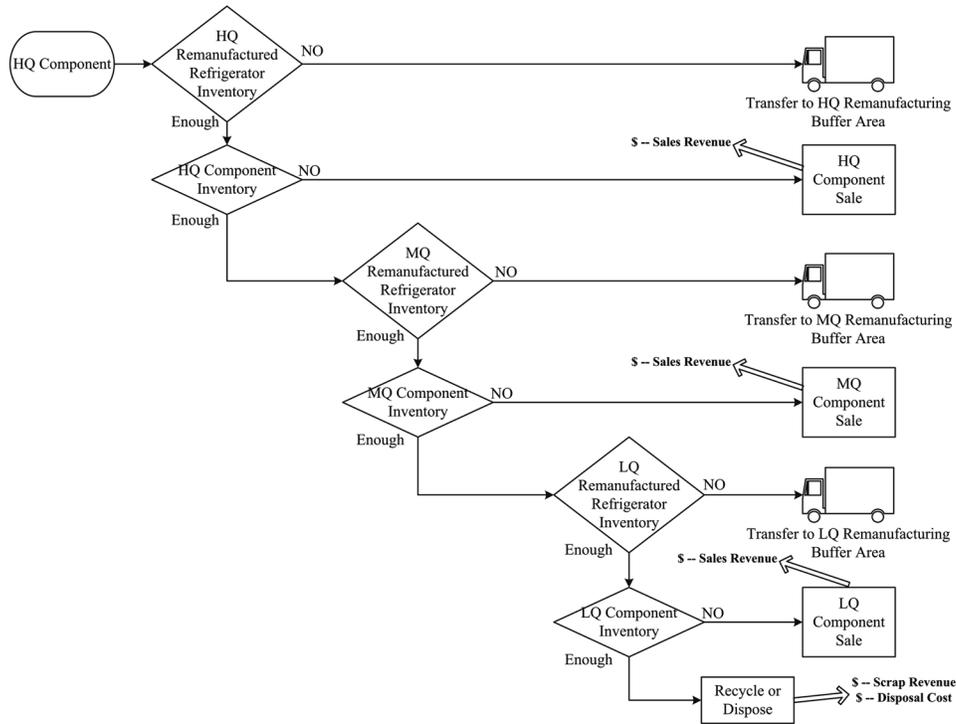 HQ Component
HQ
Remanufactured
Refrigerator
Inventory
NO
Transfer to HQ Remanufacturing
Buffer Area
Enough
HQ Component
Inventory
NO
$ -- Sales Revenue
HQ
Component
Sale
Enough
MQ
Remanufactured
Refrigerator
Inventory
NO
Transfer to MQ Remanufacturing
Buffer Area
Enough
MQ Component
Inventory
NO
$ -- Sales Revenue
MQ
Component
Sale
Enough
LQ
Remanufactured
Refrigerator
Inventory
NO
Transfer to LQ Remanufacturing
Buffer Area
Enough
LQ Component
Inventory
NO
$ -- Sales Revenue
LQ
Component
Sale
Enough
Recycle or
Dispose
$ -- Scrap Revenue
$ -- Disposal Cost